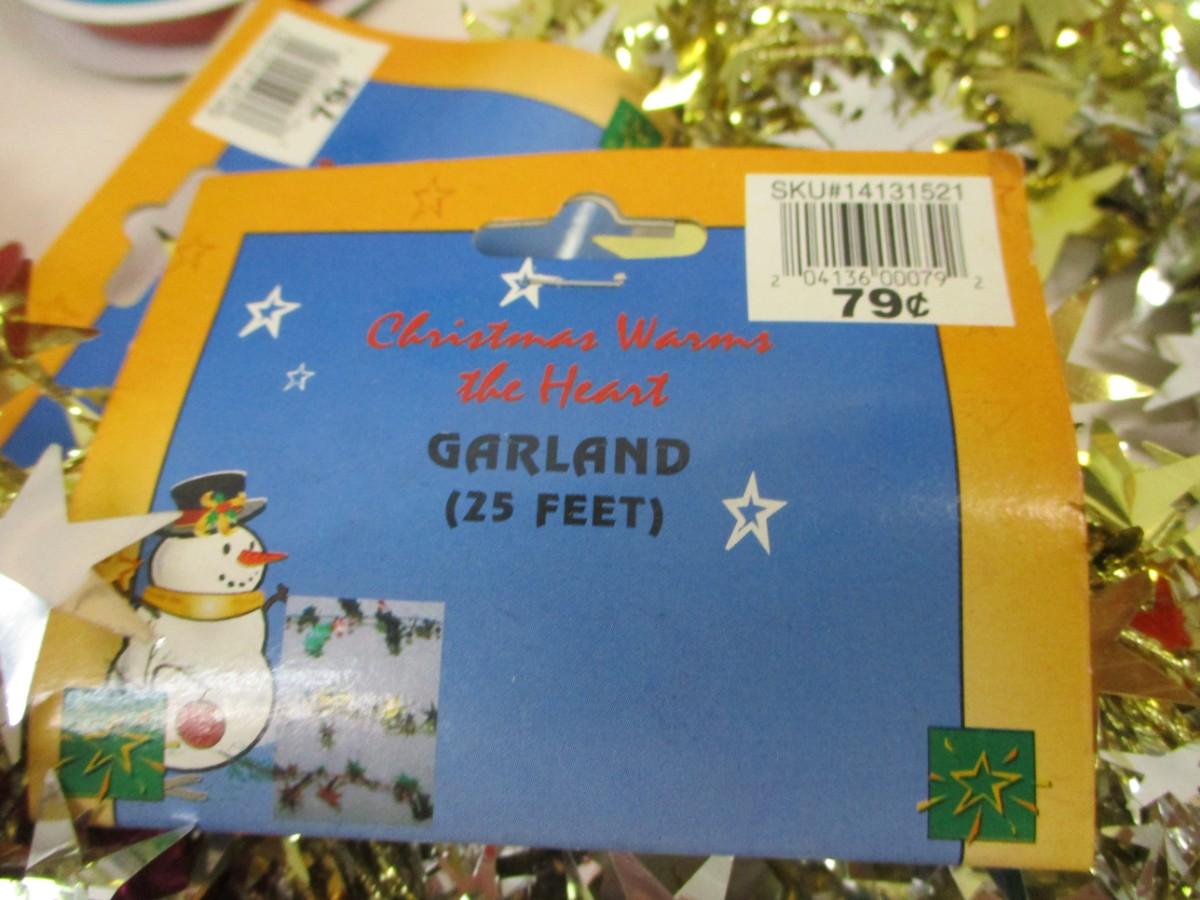 79¢
SKU#14131521
2 04136 00079 2
79¢
Christmas Warms
the Heart
GARLAND
(25 FEET)